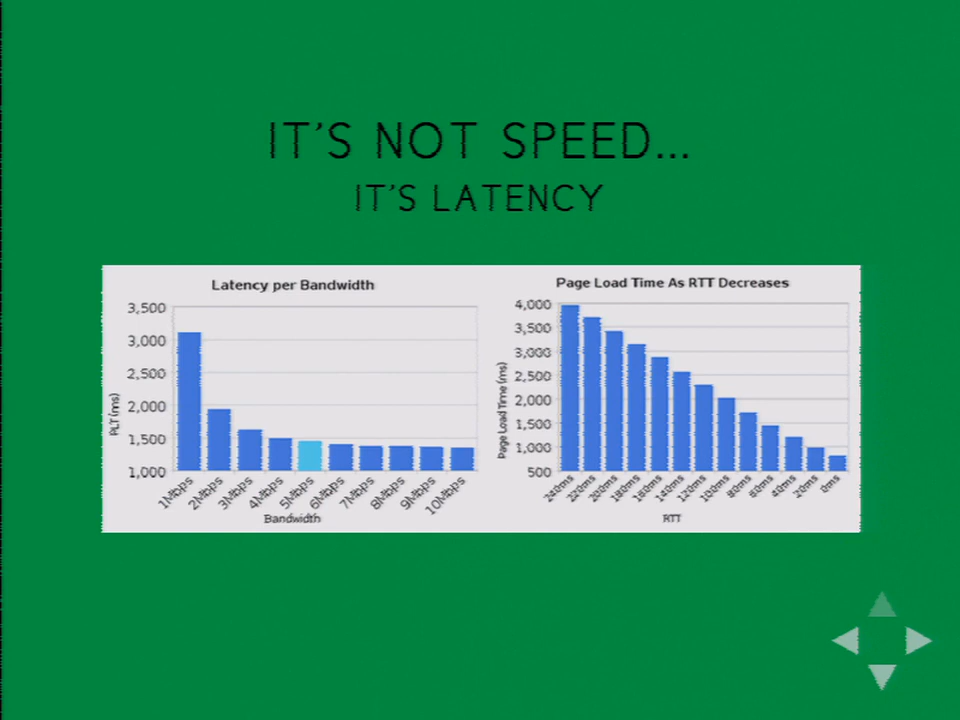 IT'S NOT SPEED...
IT'S LATENCY
Latency per Bandwidth
3,500
3,000
2,500
2,000
1,500
1,000
PLT (ms)
1Mbps
2Mbps
3Mbps
4Mbps
5Mbps
6Mbps
7Mbps
8Mbps
9Mbps
10Mbps
Bandwidth
Page Load Time As RTT Decreases
4,000
3,500
3,000
2,500
2,000
1,500
1,000
500
Page Load Time (ms)
240ms
220ms
200ms
180ms
160ms
140ms
120ms
100ms
80ms
60ms
40ms
20ms
0ms
RTT